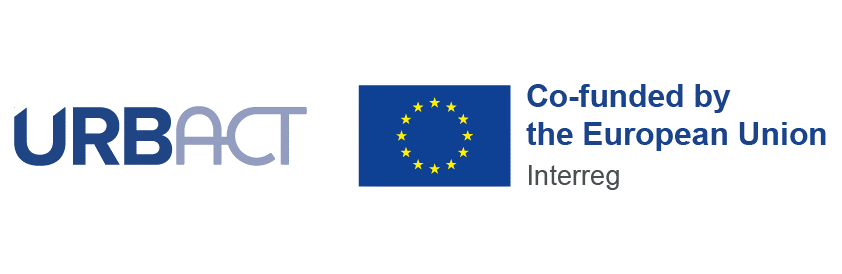 URBACT
Co-funded by
the European Union
Interreg